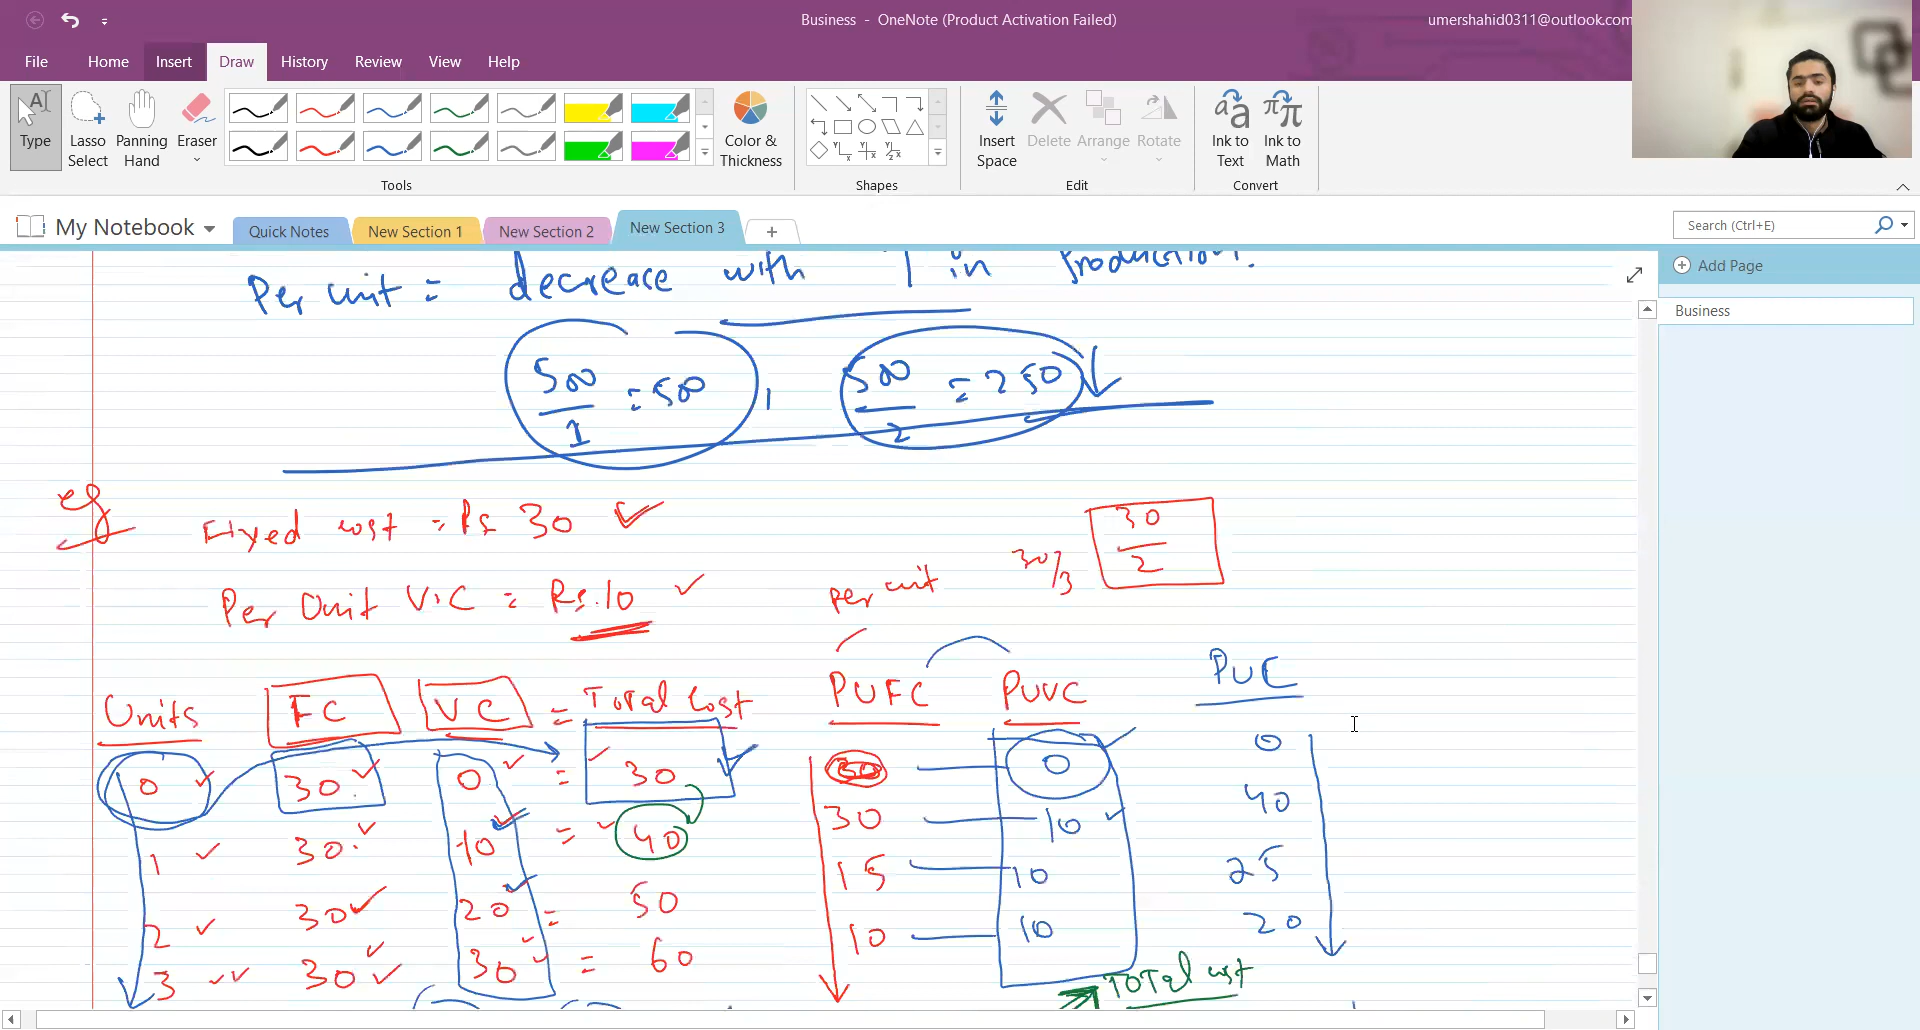 Business - OneNote (Product Activation Failed)
umershahid0311@outlook.com
File Home Insert Draw History Review View Help
Type
Lasso Select
Panning Hand
Eraser
Color & Thickness
Insert Space
Delete
Arrange
Rotate
Ink to Text
Ink to Math
Tools
Shapes
Edit
Convert
My Notebook
Quick Notes
New Section 1
New Section 2
New Section 3
Search (Ctrl+E)
Add Page
Business
Per unit = decrease with ↑ in production.
500/1 = 50 , 500/2 = 250 ↓
eg
Fixed cost = Rs 30 ✓
30/3 30/2
Per Unit V.C = Rs.10 ✓
per unit
Units FC VC = Total Cost PUFC PUVC PUC
0 ✓ 30 ✓ 0 ✓ = 30 0 0
1 ✓ 30 ✓ 10 ✓ = 40 30 10 ✓ 40
2 ✓ 30 ✓ 20 ✓ = 50 15 10 25
3 ✓✓ 30 ✓ 30 ✓ = 60 10 10 20
Total cost